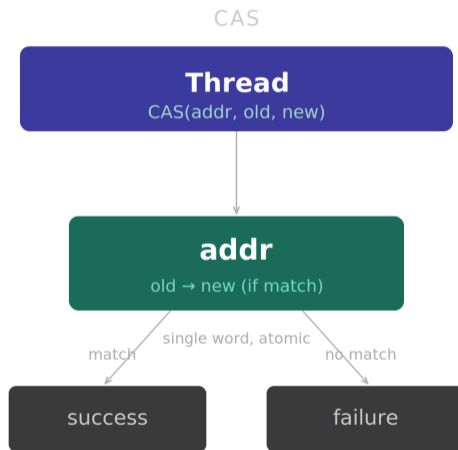 CAS
Thread
CAS(addr, old, new)
addr
old → new (if match)
single word, atomic
match
no match
success
failure